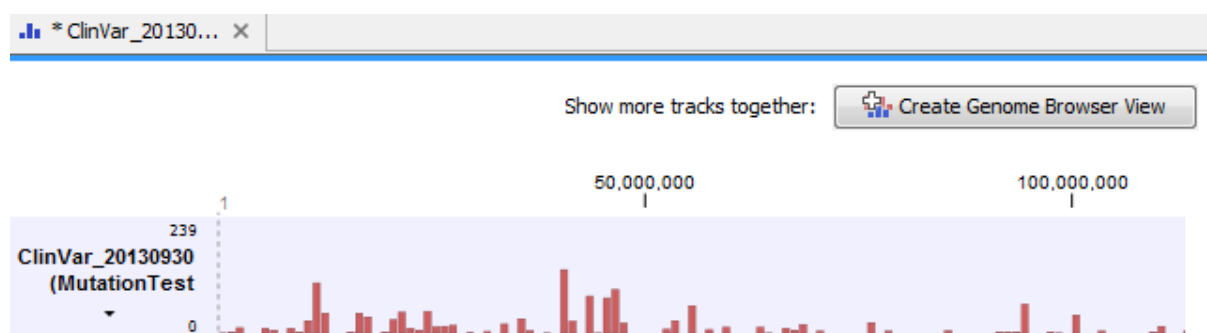 * ClinVar_20130...
Show more tracks together: Create Genome Browser View
50,000,000 100,000,000
1
239
ClinVar_20130930
(MutationTest
0